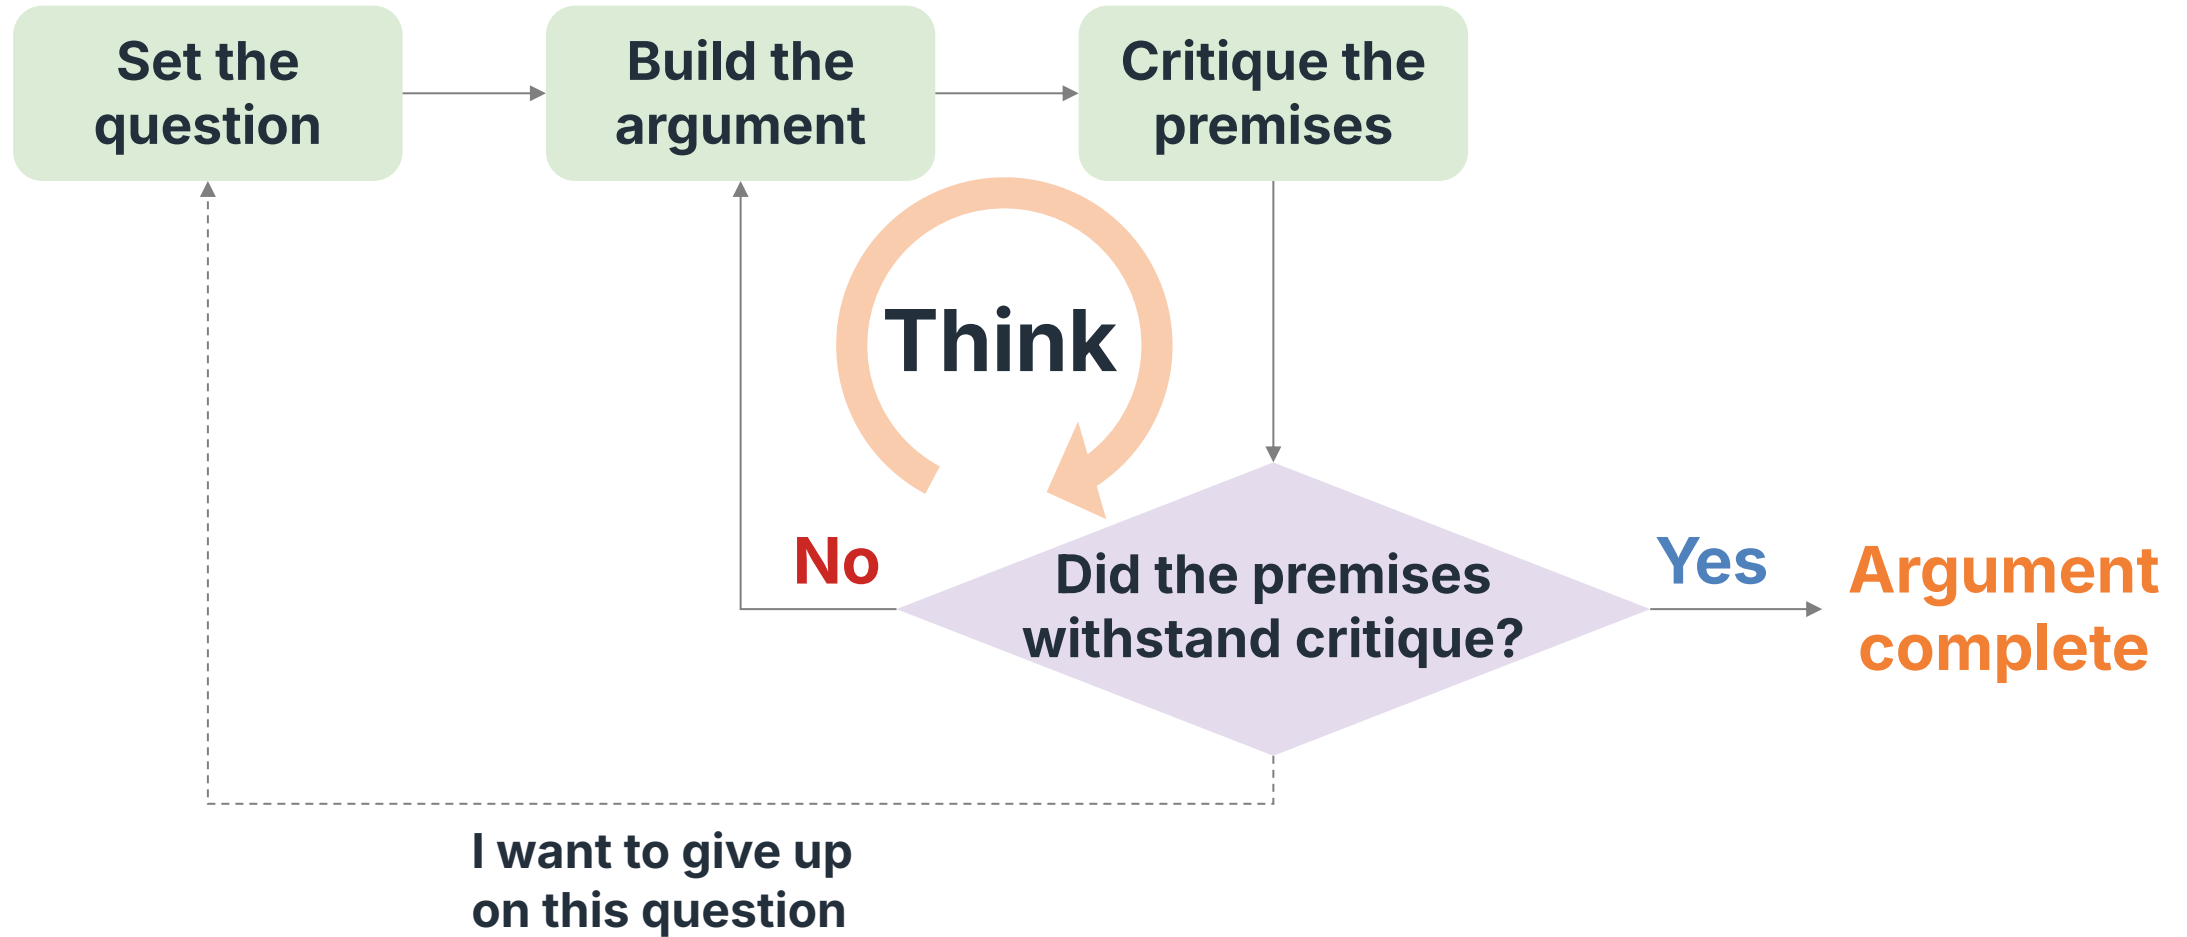 Set the
question
Build the
argument
Critique the
premises
Think
No
Did the premises
withstand critique?
Yes
Argument
complete
I want to give up
on this question